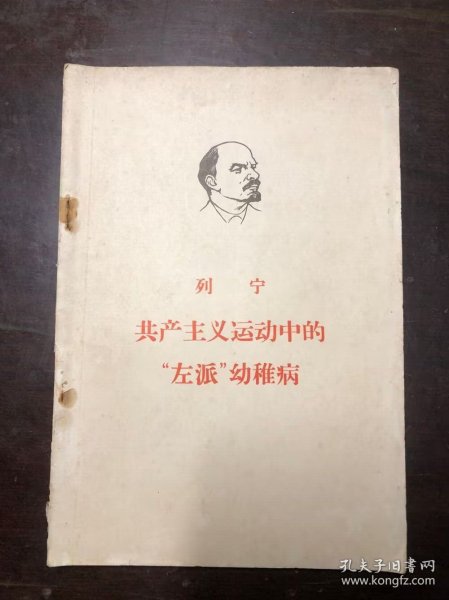 列 宁
共产主义运动中的
“左派”幼稚病
孔夫子旧书网
www.kongfz.com